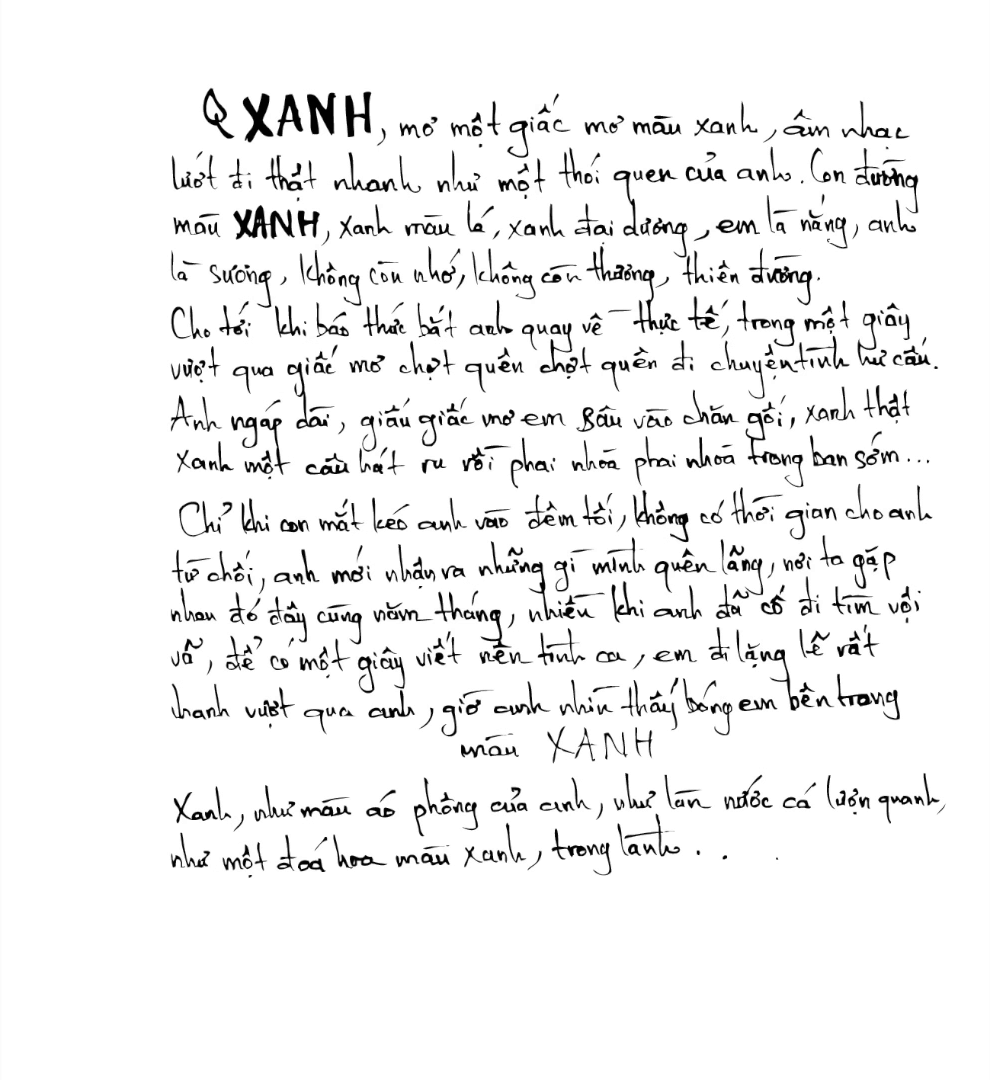 XANH, mơ một giấc mơ màu xanh, âm nhạc
lướt đi thật nhanh như một thói quen của anh. Con đường
màu XANH, xanh màu lá, xanh đại dương, em là nắng, anh
là sương, không còn nhớ, không còn thương, thiên đường.
Cho tới khi báo thức bắt anh quay về thực tế, trong một giây
vượt qua giấc mơ chợt quên chợt quên đi chuyện tình hư cấu.
Anh ngáp dài, giấu giấc mơ em sâu vào chăn gối, xanh thật
xanh một câu hát ru rồi phai nhoà phai nhoà trong ban sớm...
Chỉ khi con mắt kéo anh vào đêm tối, không có thời gian cho anh
từ chối, anh mới nhận ra những gì mình quên lãng, nơi ta gặp
nhau đó đây cùng năm tháng, nhiều khi anh đã cố đi tìm vội
vã, để có một giây viết nên tình ca, em đi lặng lẽ rất
nhanh vượt qua anh, giờ anh nhìn thấy bóng em bên trong
màu XANH
Xanh, như màu áo phông của anh, như làn nước cá lượn quanh,
như một đoá hoa màu xanh, trong lành...